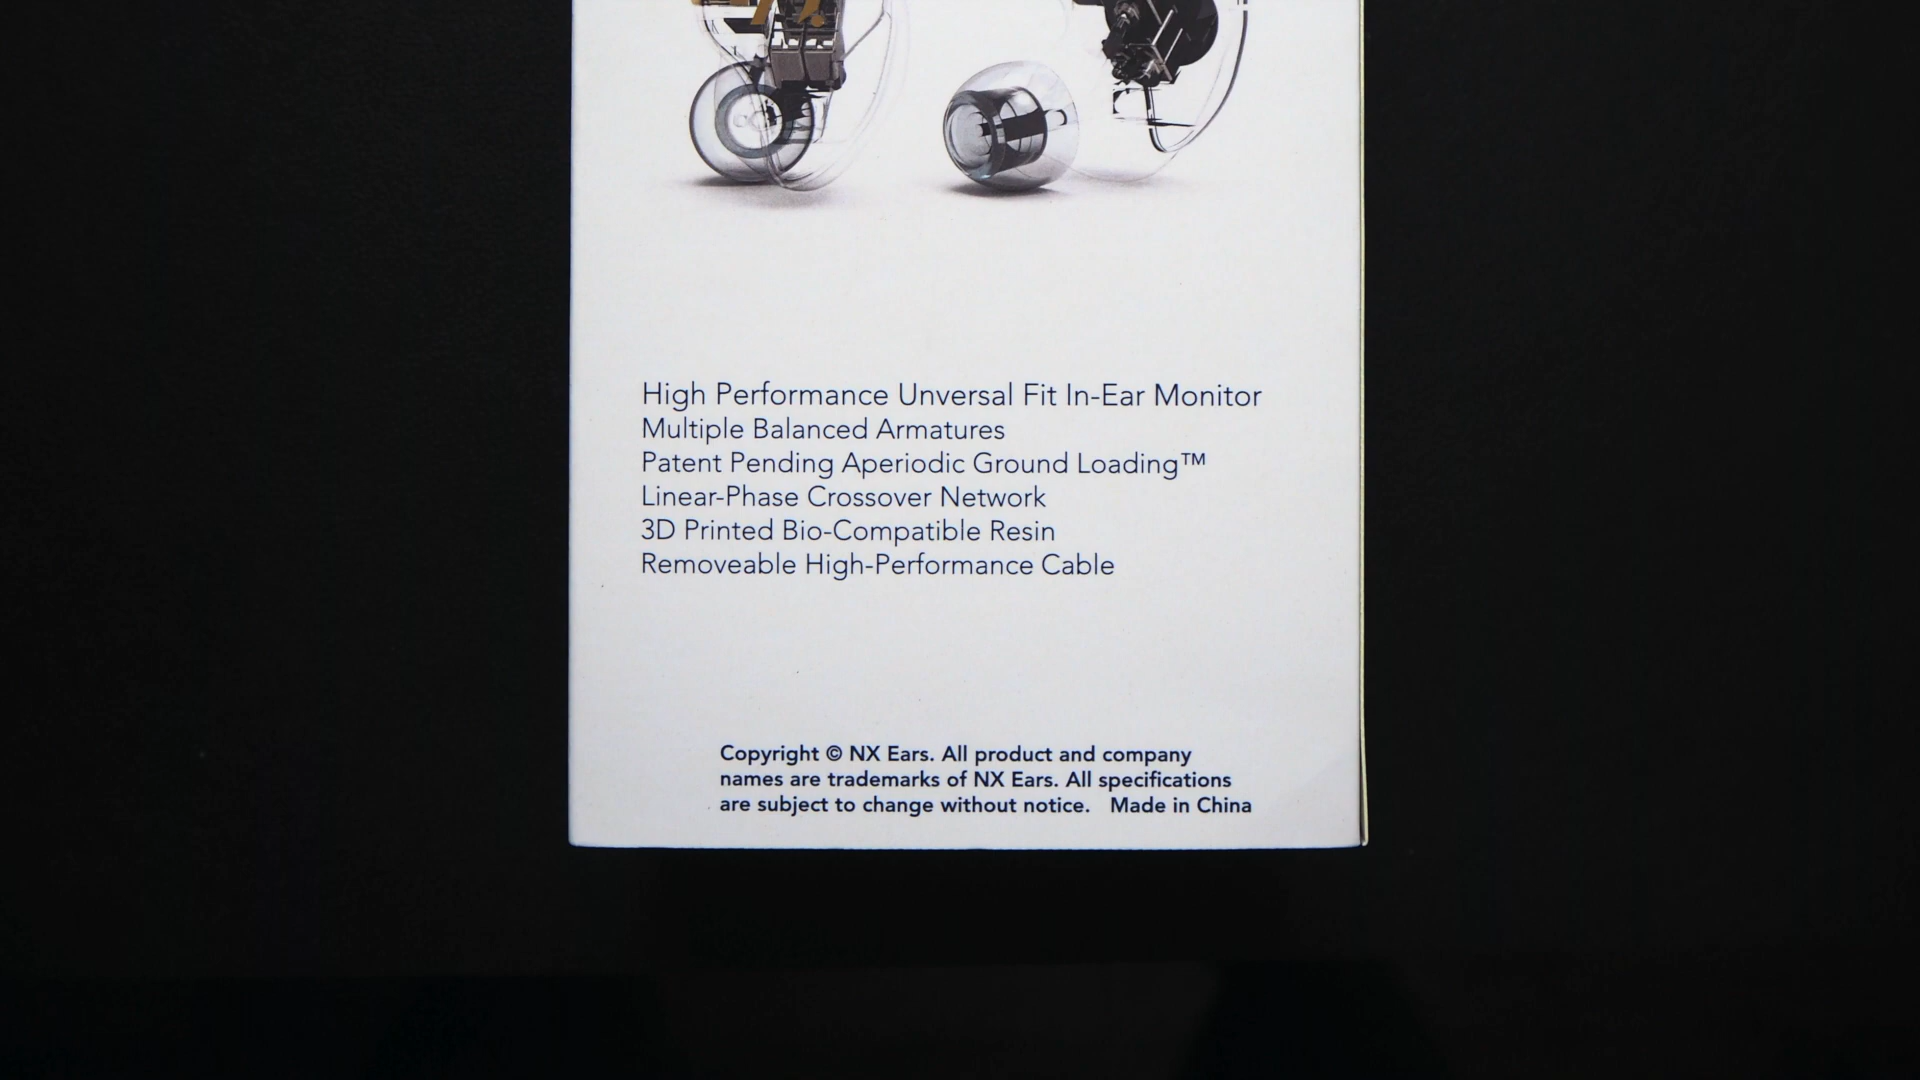 High Performance Unversal Fit In-Ear Monitor
Multiple Balanced Armatures
Patent Pending Aperiodic Ground Loading™
Linear-Phase Crossover Network
3D Printed Bio-Compatible Resin
Removeable High-Performance Cable
Copyright © NX Ears. All product and company
names are trademarks of NX Ears. All specifications
are subject to change without notice. Made in China